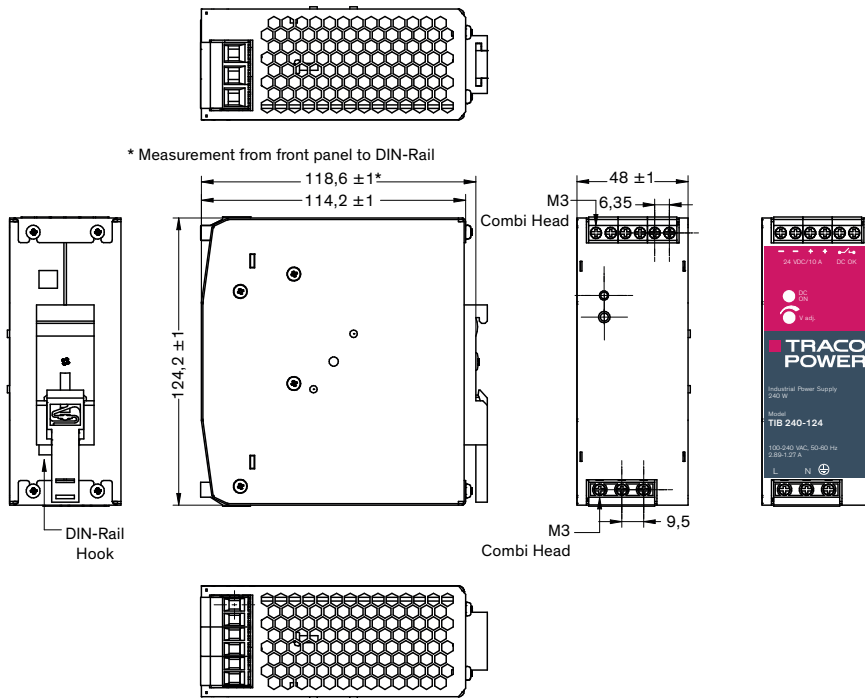 * Measurement from front panel to DIN-Rail
118,6 ±1*
114,2 ±1
124,2 ±1
DIN-Rail
Hook
48 ±1
M3
Combi Head
6,35
M3
Combi Head
9,5
− − + +
24 VDC/10 A DC OK
DC
ON
V adj.
TRACO
POWER
Industrial Power Supply
240 W
Model
TIB 240-124
100-240 VAC, 50-60 Hz
2.69-1.27 A
L N